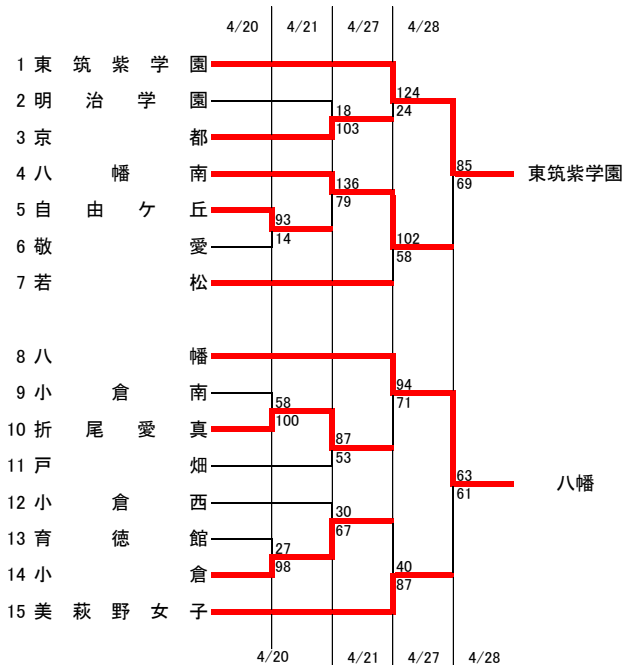 4/20 4/21 4/27 4/28
1 東筑紫学園
124
2 明治学園
18
24
3 京都
103
85
4 八幡南
東筑紫学園
136
69
5 自由ケ丘
79
93
14
102
6 敬愛
58
7 若松
8 八幡
94
9 小倉南
58
71
10 折尾愛真
100
87
11 戸畑
53
63
八幡
12 小倉西
30
61
13 育徳館
67
27
14 小倉
98
40
87
15 美萩野女子
4/20 4/21 4/27 4/28